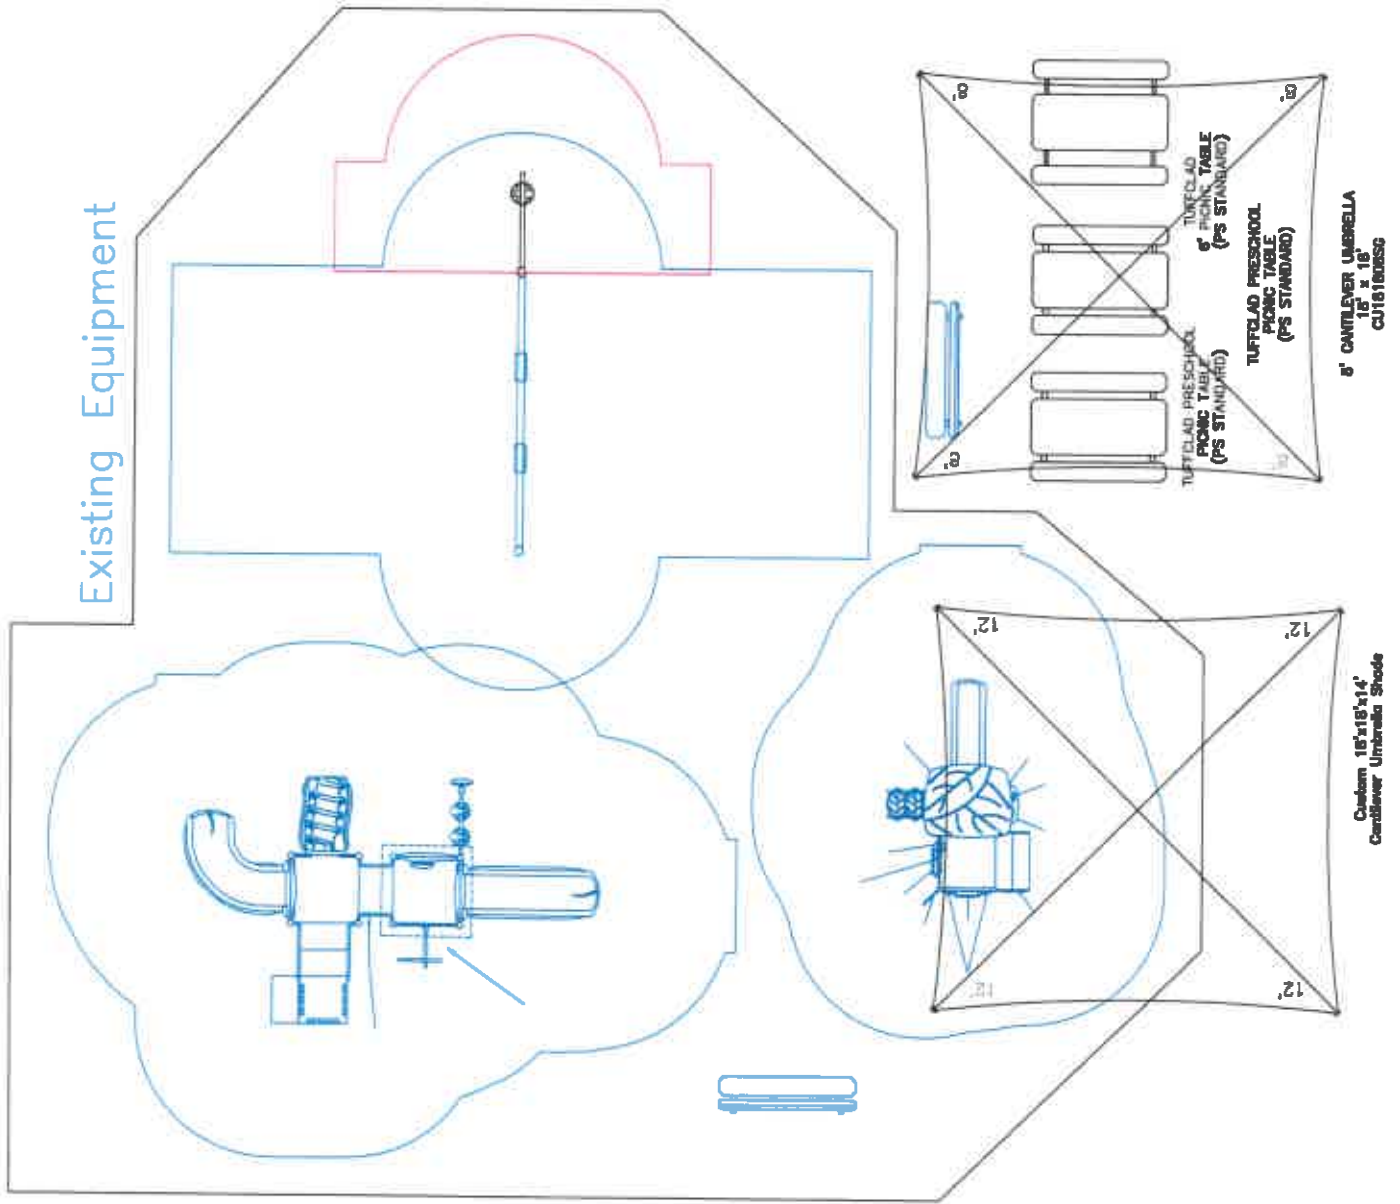 Existing Equipment
8'
8'
8'
8'
TUFFCLAD
6' PICNIC TABLE
(PS STANDARD)
TUFFCLAD PRESCHOOL
PICNIC TABLE
(PS STANDARD)
TUFFCLAD PRESCHOOL
PICNIC TABLE
(PS STANDARD)
8' CANTILEVER UMBRELLA
18' x 18'
CU181808SG
12'
12'
12'
12'
Custom 18'x18'x14'
Cantilever Umbrella Shade